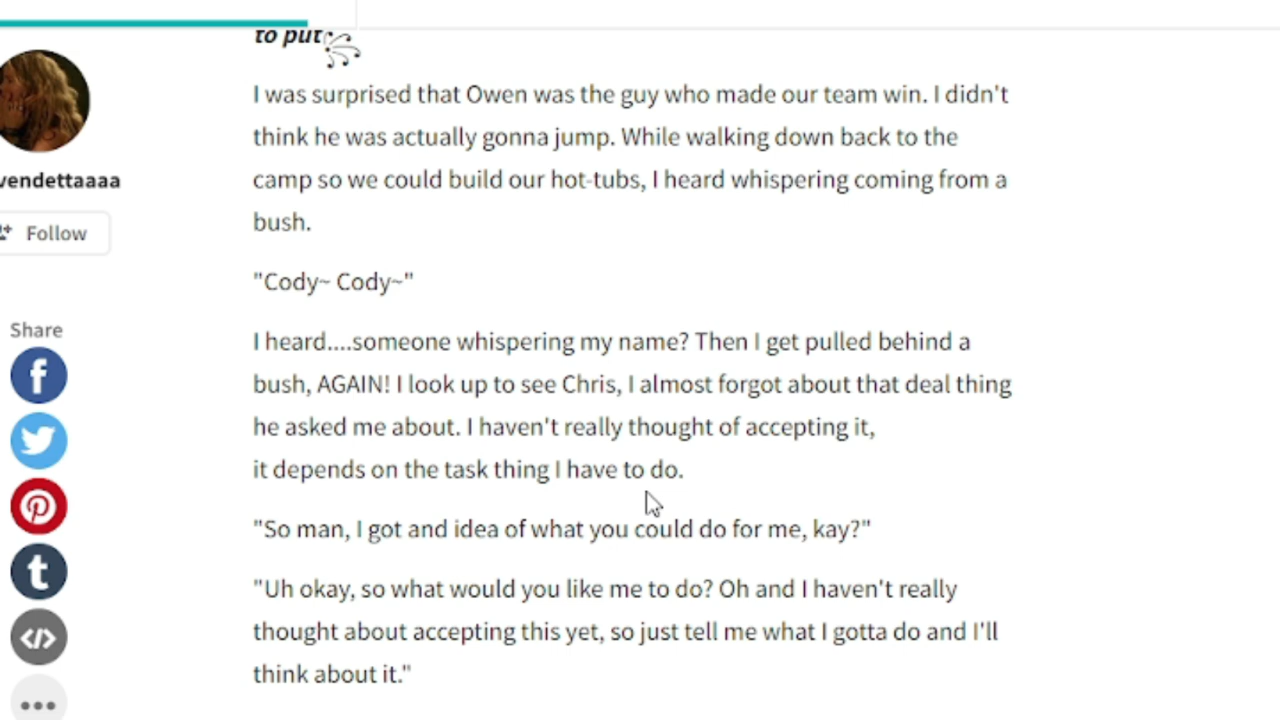 to put
I was surprised that Owen was the guy who made our team win. I didn't
think he was actually gonna jump. While walking down back to the
camp so we could build our hot-tubs, I heard whispering coming from a
bush.
vendettaaaa
Follow
"Cody~ Cody~"
Share
I heard....someone whispering my name? Then I get pulled behind a
bush, AGAIN! I look up to see Chris, I almost forgot about that deal thing
he asked me about. I haven't really thought of accepting it,
it depends on the task thing I have to do.
"So man, I got and idea of what you could do for me, kay?"
"Uh okay, so what would you like me to do? Oh and I haven't really
thought about accepting this yet, so just tell me what I gotta do and I'll
think about it."